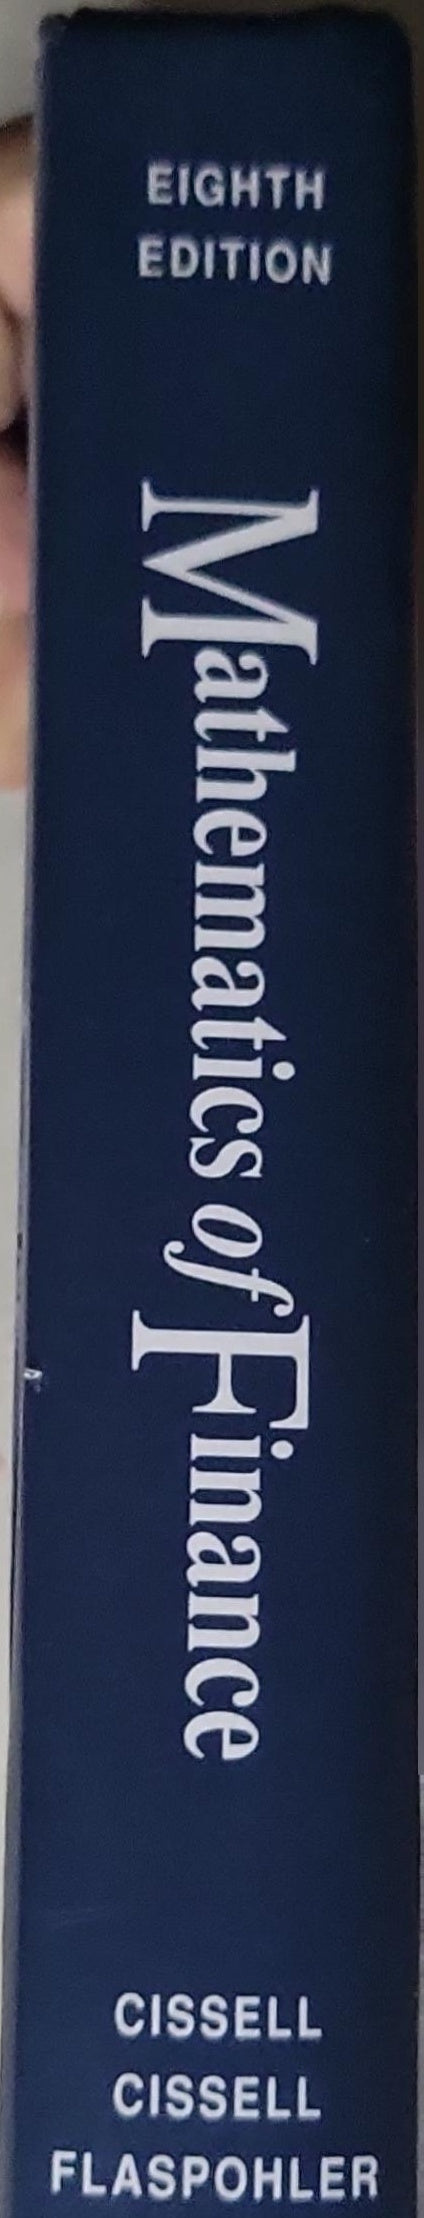 EIGHTH
EDITION
Mathematics of Finance
CISSELL
CISSELL
FLASPOHLER